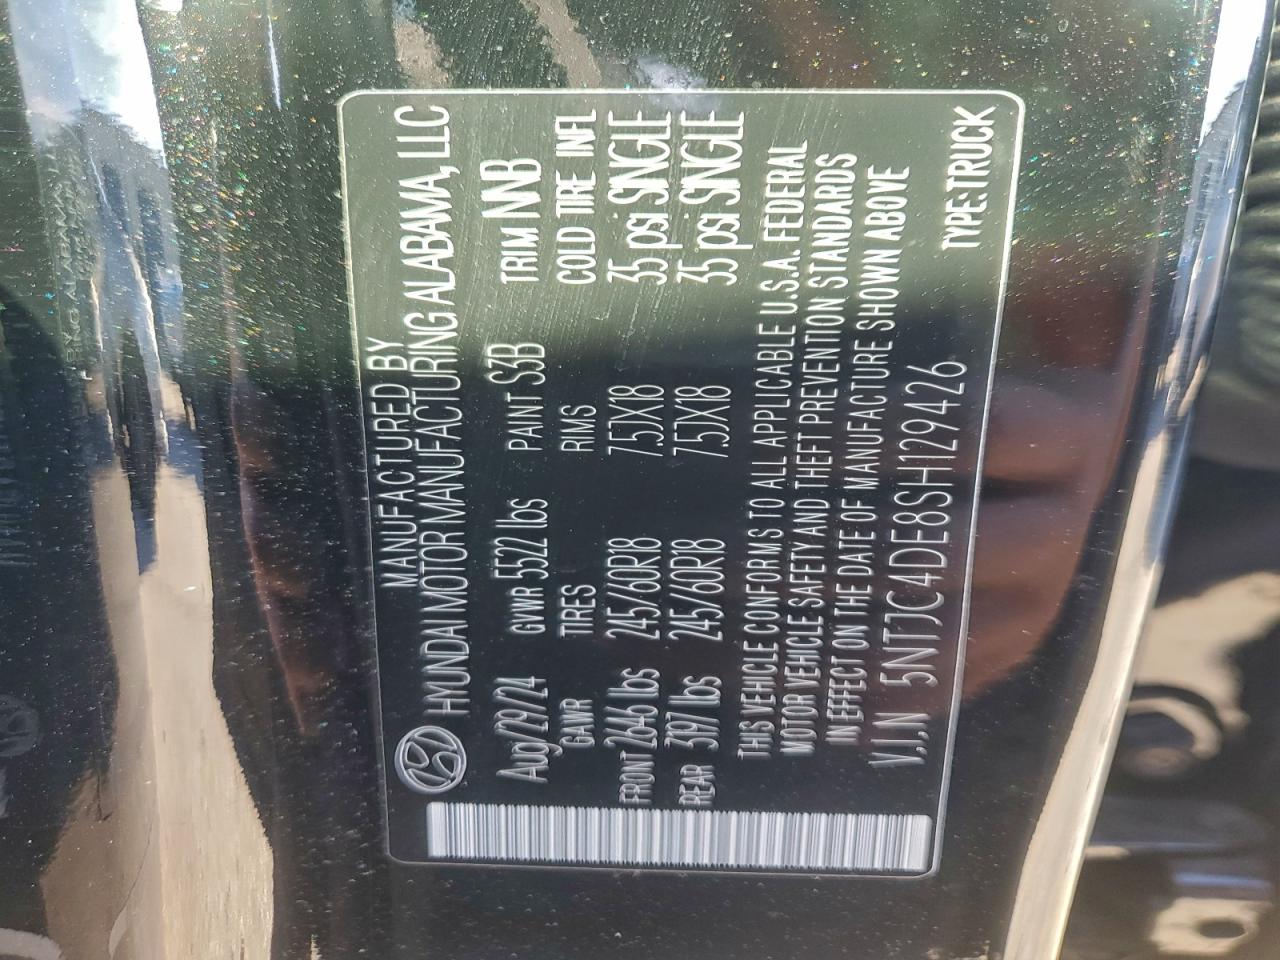 MANUFACTURED BY
HYUNDAI MOTOR MANUFACTURING ALABAMA, LLC
Aug/29/24 GVWR 5522 lbs PAINT S3B TRIM NNB
GAWR TIRES RIMS COLD TIRE INFL
FRONT 2646 lbs 245/60R18 7.5JX18 35 psi SINGLE
REAR 3197 lbs 245/60R18 7.5JX18 35 psi SINGLE
THIS VEHICLE CONFORMS TO ALL APPLICABLE U.S.A. FEDERAL
MOTOR VEHICLE SAFETY AND THEFT PREVENTION STANDARDS
IN EFFECT ON THE DATE OF MANUFACTURE SHOWN ABOVE
V.I.N 5NTJC4DE8SH129426 TYPE:TRUCK